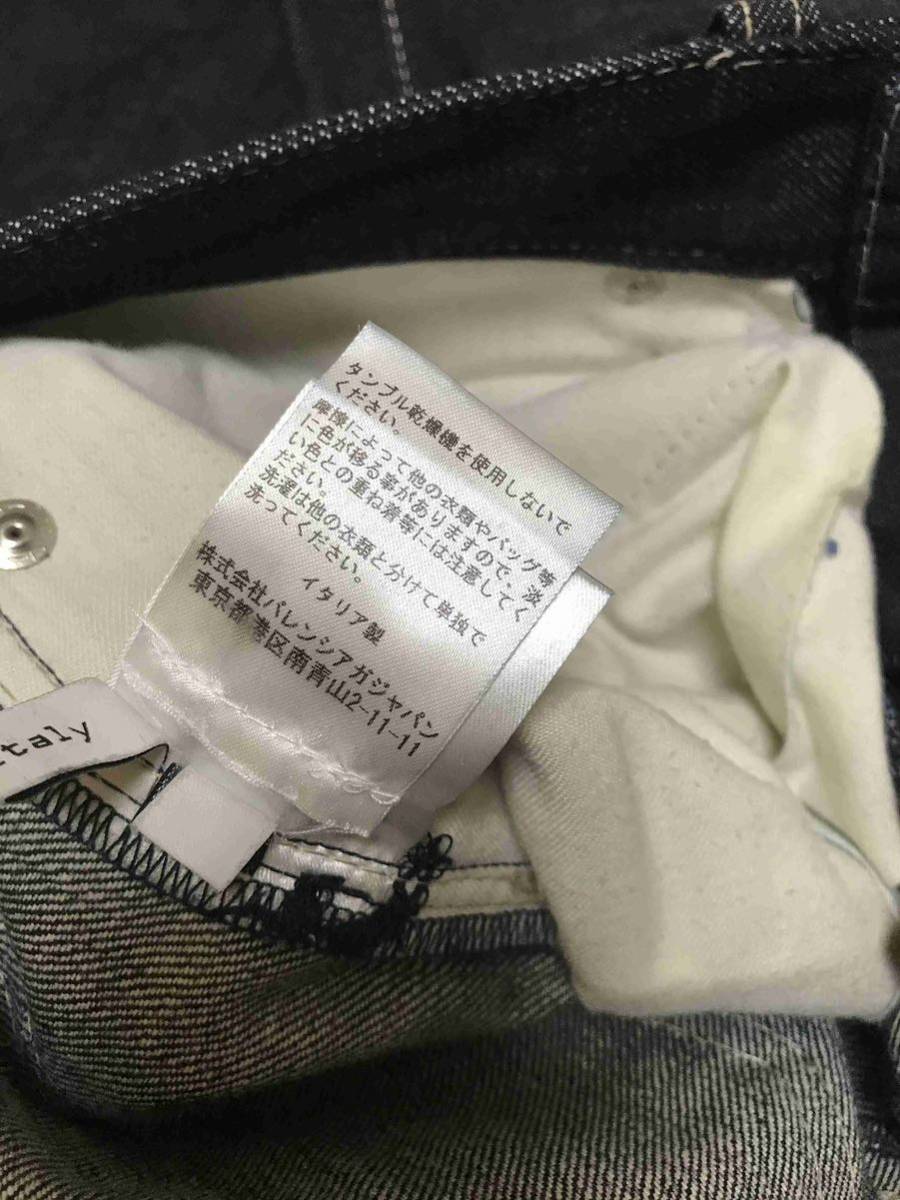 タンブル乾燥機を使用しないで
ください。
摩擦によって他の衣類やバッグ等
に色が移る事がありますので、淡
い色との重ね着等には注意してく
ださい。
洗濯は他の衣類と分けて単独で
洗ってください。
イタリア製
株式会社バレンシアガジャパン
東京都港区南青山2-11-11
Italy